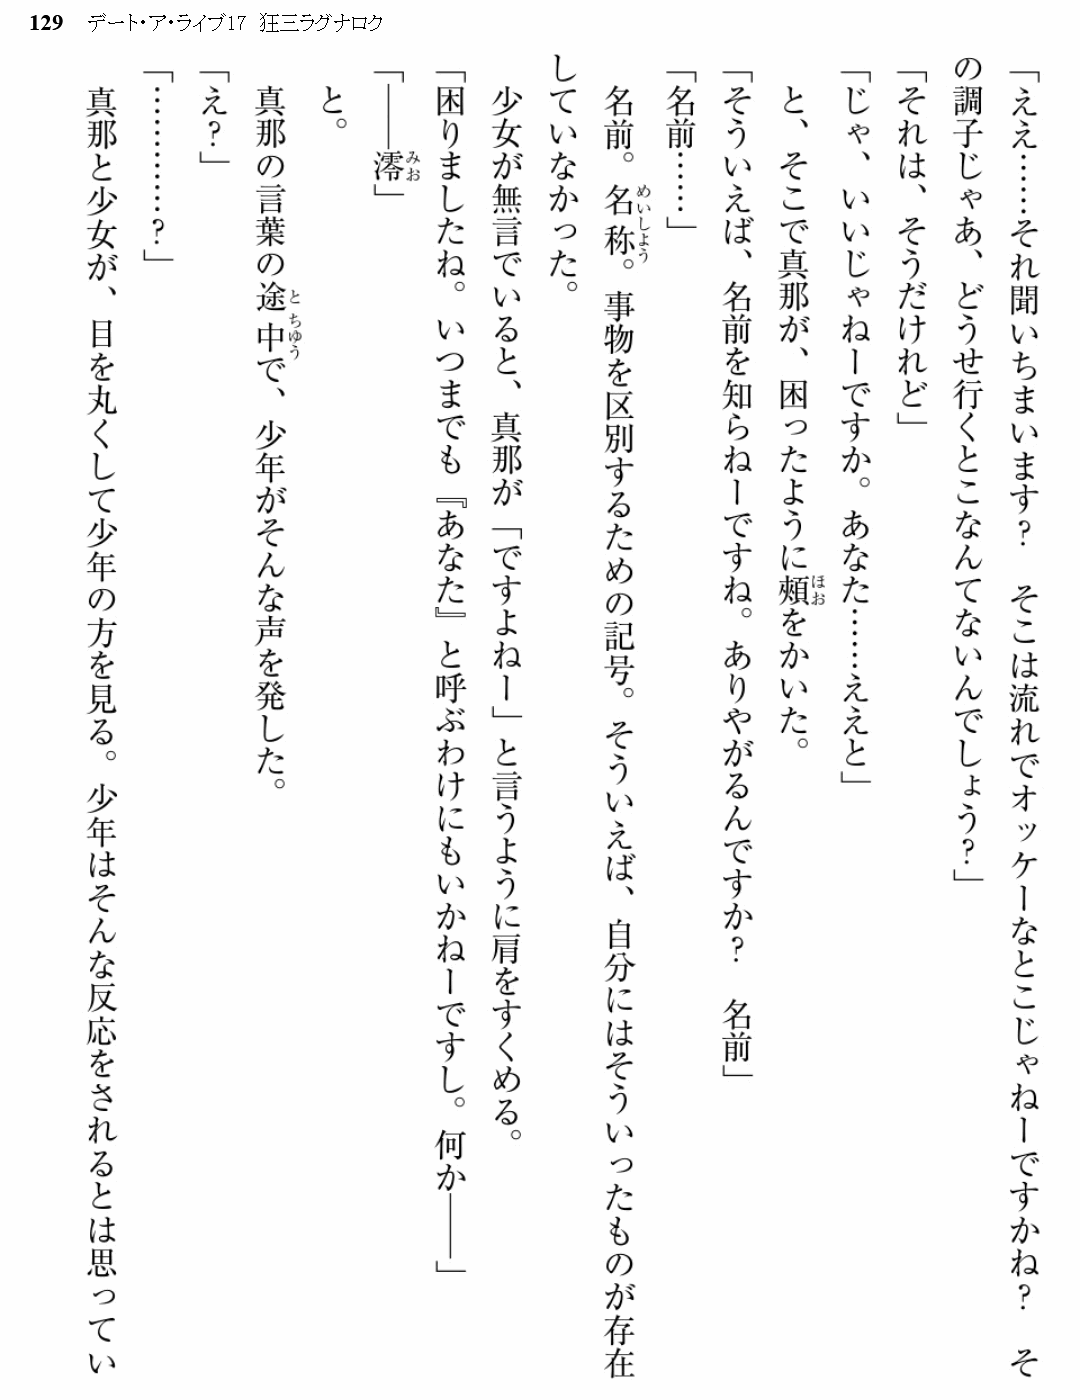 129 デート・ア・ライブ17 狂三ラグナロク
「ええ……それ聞いちまいます？　そこは流れでオッケーなとこじゃねーですかね？　そ
の調子じゃあ、どうせ行くとこなんてないんでしょう？」
「それは、そうだけれど」
「じゃ、いいじゃねーですか。あなた……ええと」
　と、そこで真那が、困ったように頰をかいた。
「そういえば、名前を知らねーですね。ありやがるんですか？　名前」
「名前……」
　名前。名称。事物を区別するための記号。そういえば、自分にはそういったものが存在
していなかった。
　少女が無言でいると、真那が「ですよねー」と言うように肩をすくめる。
「困りましたね。いつまでも『あなた』と呼ぶわけにもいかねーですし。何か――」
「――澪」
　と。
　真那の言葉の途中で、少年がそんな声を発した。
「え？」
「…………？」
　真那と少女が、目を丸くして少年の方を見る。少年はそんな反応をされるとは思ってい